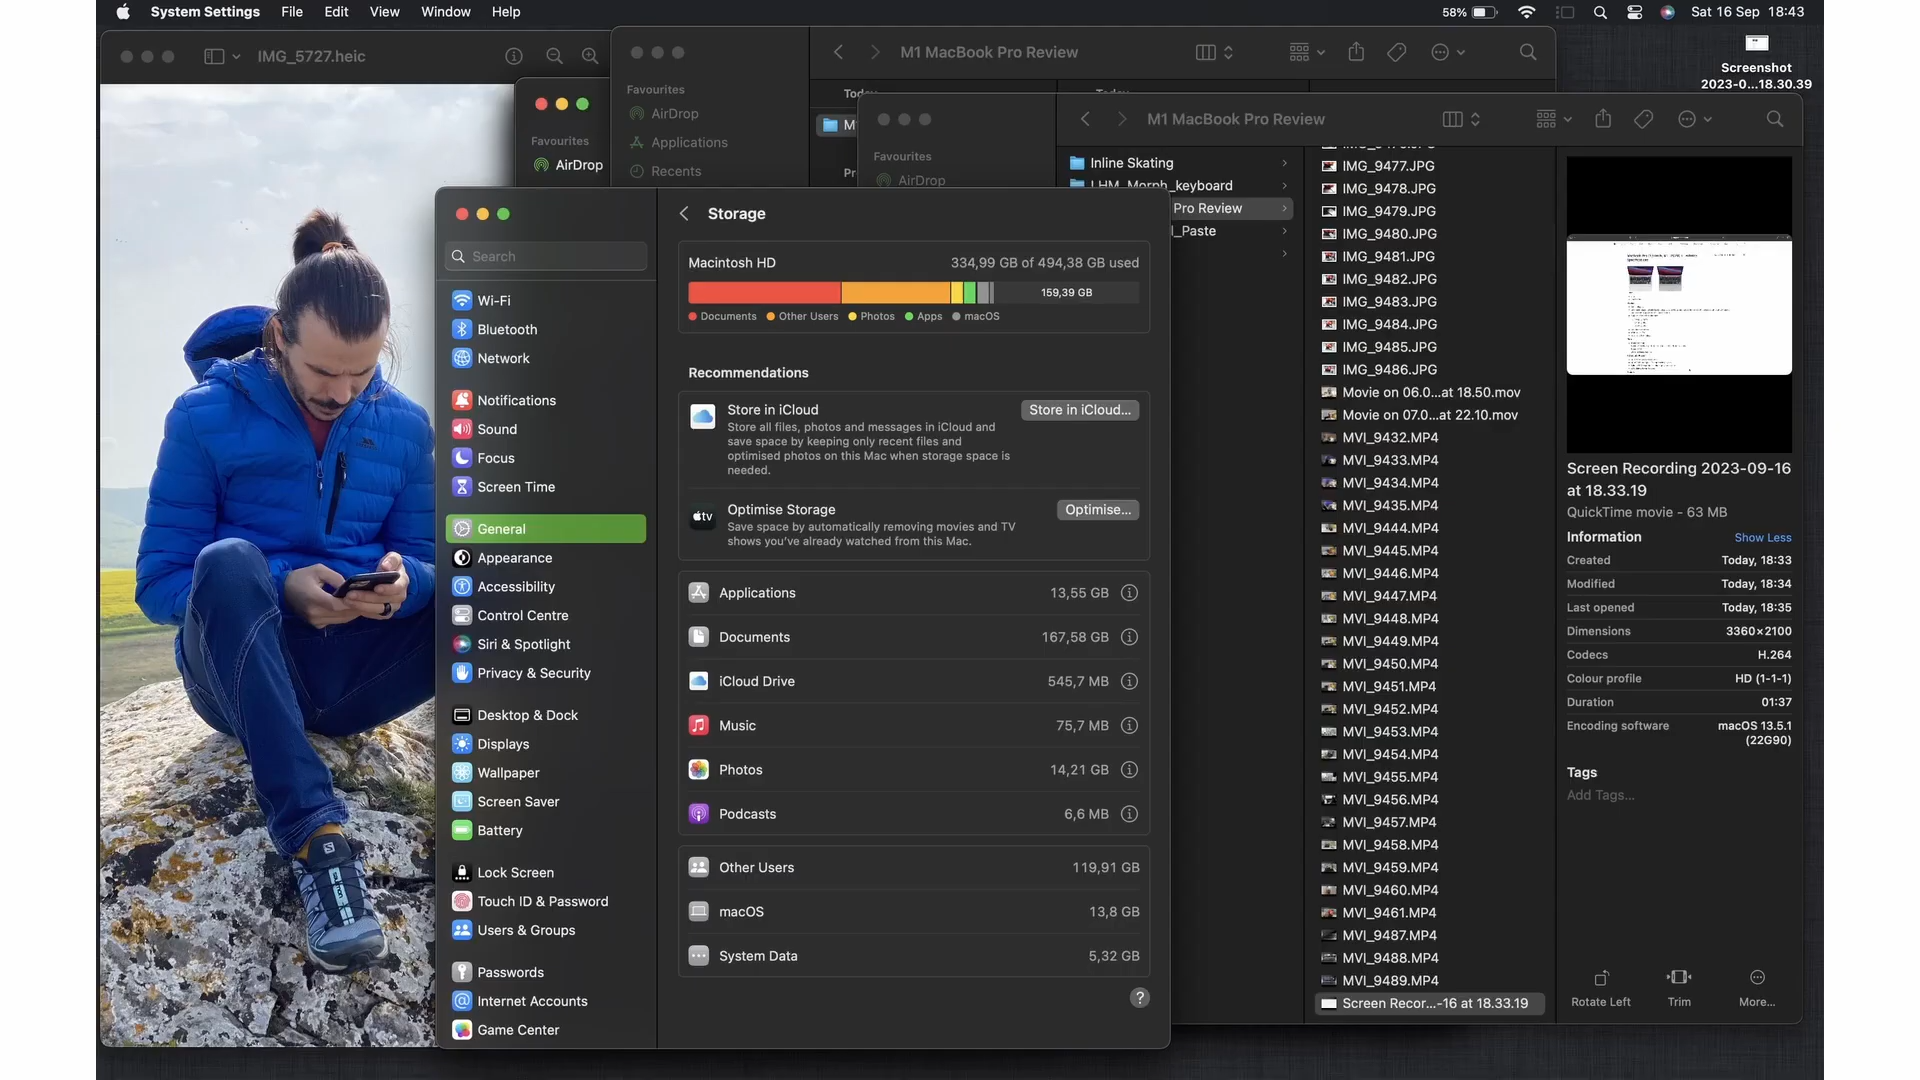 System Settings File Edit View Window Help
58% Sat 16 Sep 18:43
Screenshot
2023-0...18.30.39
IMG_5727.heic
Favourites
AirDrop
Favourites
AirDrop
Applications
Recents
M1 MacBook Pro Review
Favourites
AirDrop
M1 MacBook Pro Review
Inline Skating
LHM_Morph_keyboard
Pro Review
l_Paste
IMG_9477.JPG
IMG_9478.JPG
IMG_9479.JPG
IMG_9480.JPG
IMG_9481.JPG
IMG_9482.JPG
IMG_9483.JPG
IMG_9484.JPG
IMG_9485.JPG
IMG_9486.JPG
Movie on 06.0...at 18.50.mov
Movie on 07.0...at 22.10.mov
MVI_9432.MP4
MVI_9433.MP4
MVI_9434.MP4
MVI_9435.MP4
MVI_9444.MP4
MVI_9445.MP4
MVI_9446.MP4
MVI_9447.MP4
MVI_9448.MP4
MVI_9449.MP4
MVI_9450.MP4
MVI_9451.MP4
MVI_9452.MP4
MVI_9453.MP4
MVI_9454.MP4
MVI_9455.MP4
MVI_9456.MP4
MVI_9457.MP4
MVI_9458.MP4
MVI_9459.MP4
MVI_9460.MP4
MVI_9461.MP4
MVI_9487.MP4
MVI_9488.MP4
MVI_9489.MP4
Screen Recor...-16 at 18.33.19
Screen Recording 2023-09-16
at 18.33.19
QuickTime movie - 63 MB
Information Show Less
Created Today, 18:33
Modified Today, 18:34
Last opened Today, 18:35
Dimensions 3360×2100
Codecs H.264
Colour profile HD (1-1-1)
Duration 01:37
Encoding software macOS 13.5.1
(22G90)
Tags
Add Tags...
Rotate Left Trim More...
Search
Wi-Fi
Bluetooth
Network
Notifications
Sound
Focus
Screen Time
General
Appearance
Accessibility
Control Centre
Siri & Spotlight
Privacy & Security
Desktop & Dock
Displays
Wallpaper
Screen Saver
Battery
Lock Screen
Touch ID & Password
Users & Groups
Passwords
Internet Accounts
Game Center
Storage
Macintosh HD 334,99 GB of 494,38 GB used
159,39 GB
Documents Other Users Photos Apps macOS
Recommendations
Store in iCloud Store in iCloud...
Store all files, photos and messages in iCloud and
save space by keeping only recent files and
optimised photos on this Mac when storage space is
needed.
tv
Optimise Storage Optimise...
Save space by automatically removing movies and TV
shows you've already watched from this Mac.
Applications 13,55 GB
Documents 167,58 GB
iCloud Drive 545,7 MB
Music 75,7 MB
Photos 14,21 GB
Podcasts 6,6 MB
Other Users 119,91 GB
macOS 13,8 GB
System Data 5,32 GB
?